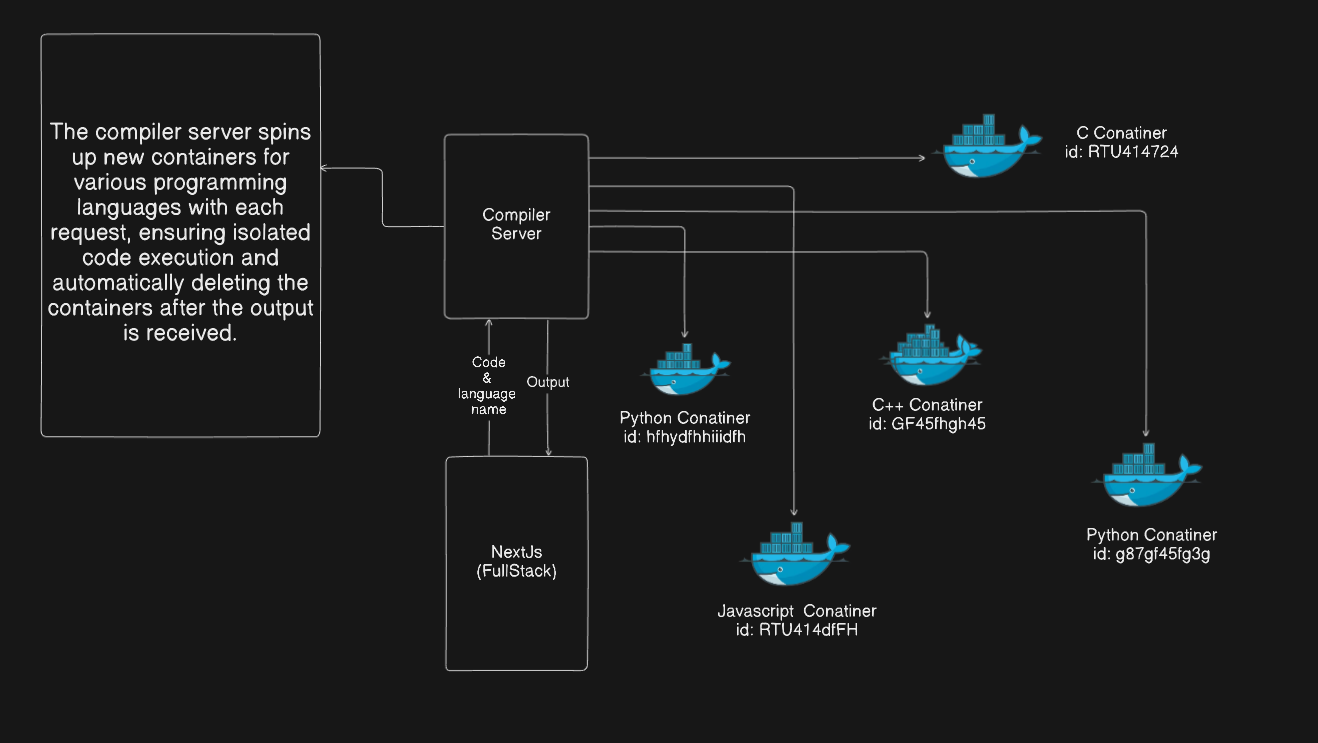 The compiler server spins
up new containers for
various programming
languages with each
request, ensuring isolated
code execution and
automatically deleting the
containers after the output
is received.
Compiler
Server
C Conatiner
id: RTU414724
Code
&
language
name
Output
Python Conatiner
id: hfhydfhhiiidfh
C++ Conatiner
id: GF45fhgh45
Python Conatiner
id: g87gf45fg3g
NextJs
(FullStack)
Javascript  Conatiner
id: RTU414dfFH